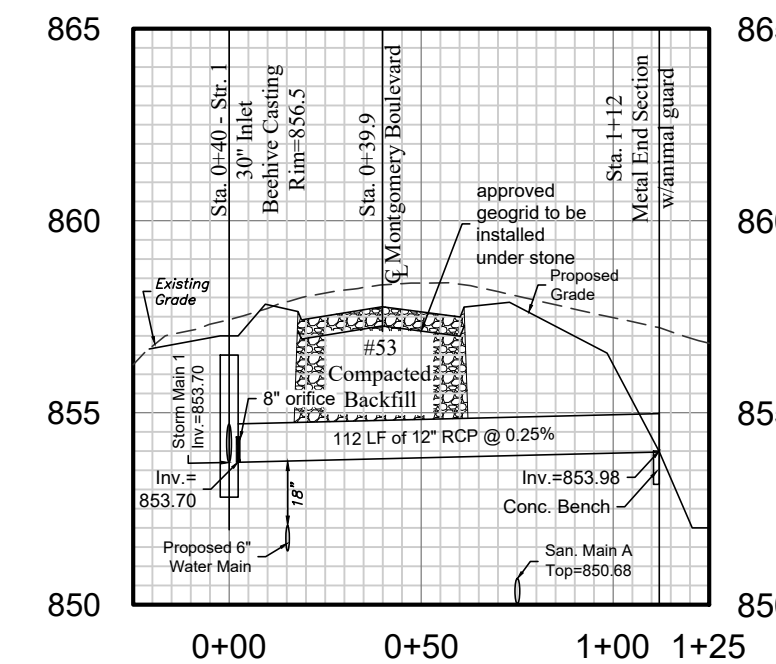 865
860
855
850
865
860
855
850
Sta. 0+40 - Str. 1
30" Inlet
Beehive Casting
Rim=856.5
Sta. 0+39.9
℄ Montgomery Boulevard
Sta. 1+12
Metal End Section
w/animal guard
approved
geogrid to be
installed
under stone
Existing
Grade
Proposed
Grade
#53
Compacted
Backfill
Storm Main 1
Inv.=853.70
8" orifice
112 LF of 12" RCP @ 0.25%
Inv.=
853.70
18"
Inv.=853.98
Conc. Bench
Proposed 6"
Water Main
San. Main A
Top=850.68
0+00
0+50
1+00
1+25